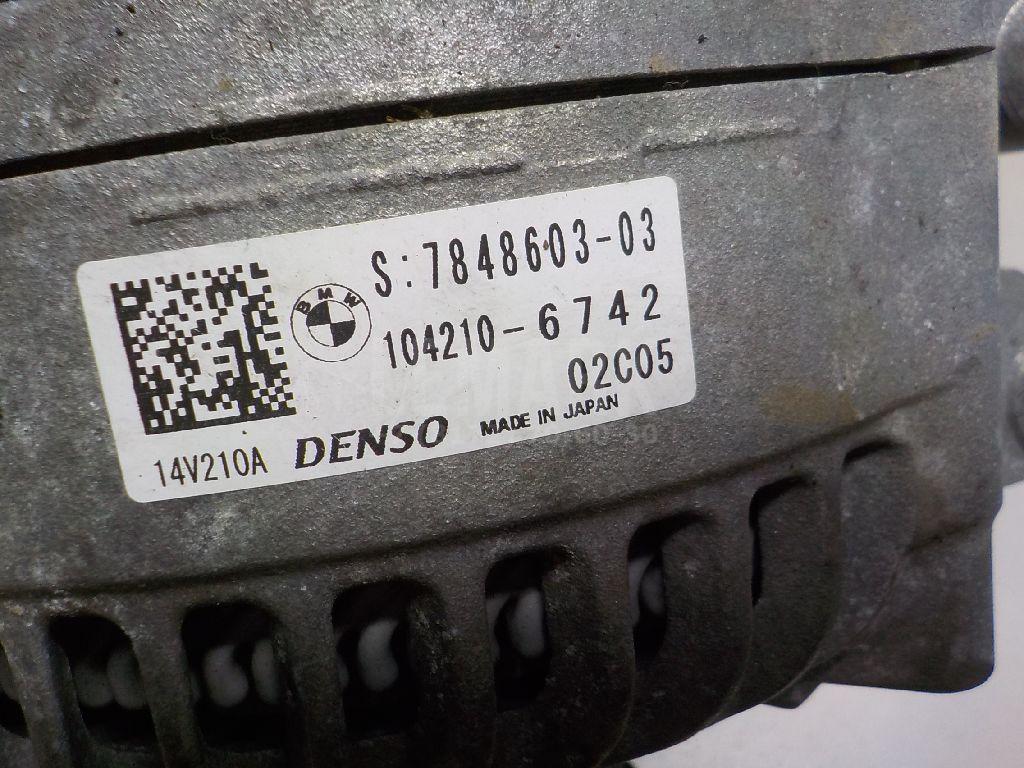 BMW
S:7848603-03
104210-6742
02C05
14V210A DENSO MADE IN JAPAN